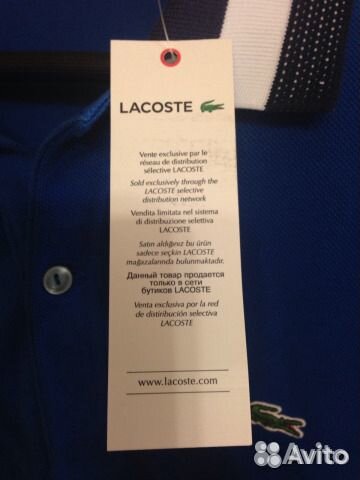 LACOSTE
Vente exclusive par le
réseau de distribution
sélective LACOSTE
Sold exclusively through the
LACOSTE selective
distribution network
Vendita limitata nel sistema
di distribuzione selettiva
LACOSTE
Satın aldığınız bu ürün
sadece seçkin LACOSTE
mağazalarında bulunmaktadır.
Данный товар продается
только в сети
бутиков LACOSTE
Venta exclusiva por la red
de distiribución selectiva
LACOSTE
www.lacoste.com
Avito